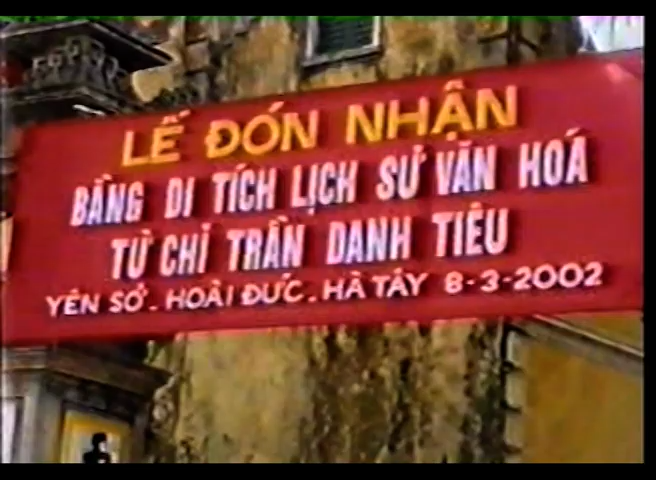 LỄ ĐÓN NHẬN
BẰNG DI TÍCH LỊCH SỬ VĂN HOÁ
TỪ CHỈ TRẦN DANH TIÊU
YÊN SỞ - HOÀI ĐỨC - HÀ TÂY 8-3-2002